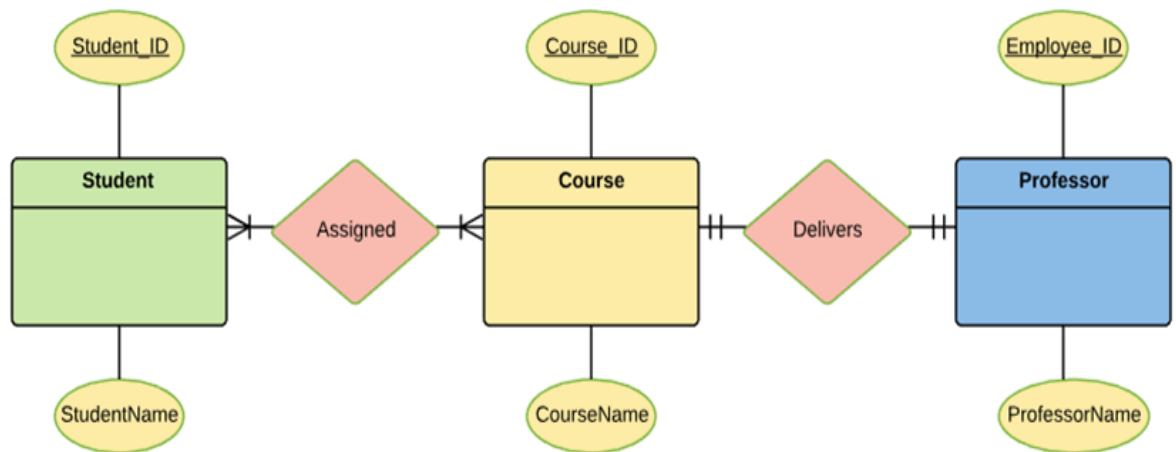 Student_ID
Course_ID
Employee_ID
Student
Course
Professor
Assigned
Delivers
StudentName
CourseName
ProfessorName